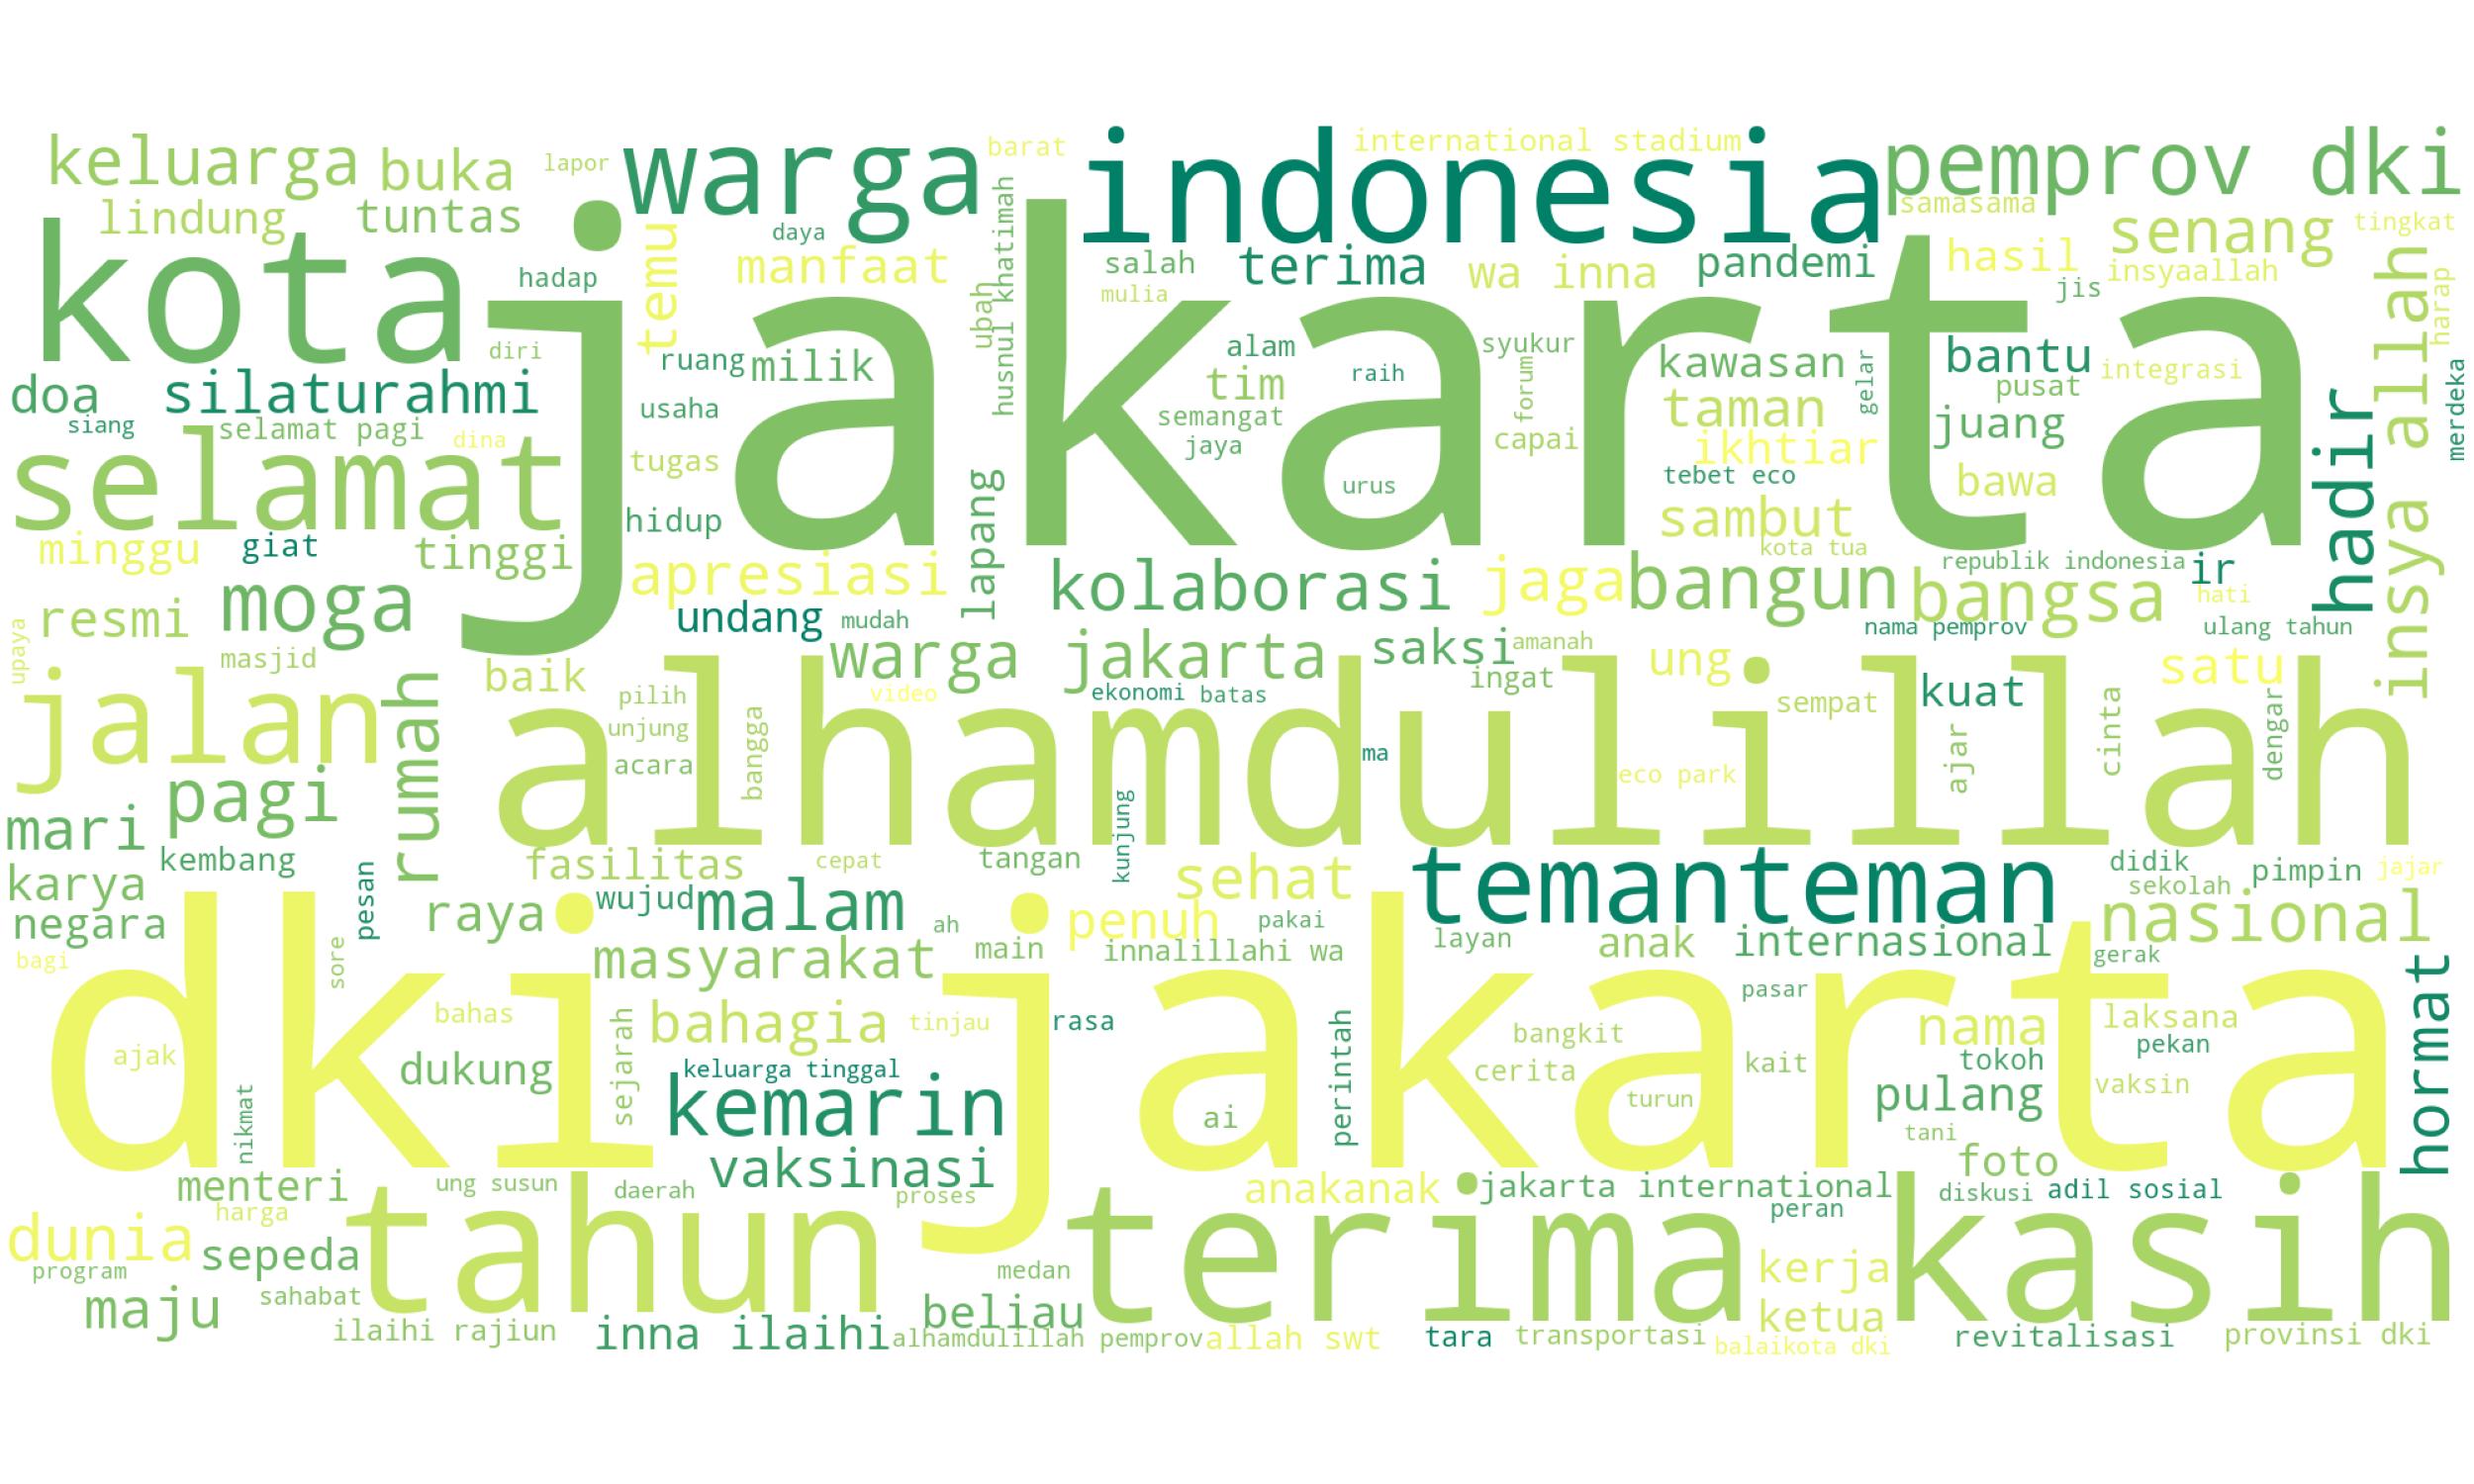 keluarga
buka
lapor
warga
barat
indonesia
international stadium
pemprov dki
lindung
tuntas
samasama
senang
tingkat
kota
jakarta
hadap
temu
daya
manfaat
ubah
husnul khatimah
salah
mulia
terima
wa inna
pandemi
hasil
jis
insyaallah
insya allah
harap
diri
ruang
milik
alam
tim
raih
syukur
forum
kawasan
gelar
bantu
pusat
integrasi
merdeka
doa
silaturahmi
siang
selamat pagi
dina
usaha
semangat
jaya
capai
taman
ikhtiar
juang
hadir
selamat
tugas
lapang
urus
tebet eco
bawa
minggu
giat
tinggi
hidup
sambut
kota tua
republik indonesia
ir
hati
resmi
moga
apresiasi
undang
mudah
kolaborasi
jaga
bangun
bangsa
nama pemprov
ulang tahun
upaya
masjid
baik
warga jakarta
saksi
amanah
ingat
ung
satu
jalan
rumah
pilih
video
ekonomi
batas
sempat
kuat
cinta
dengar
unjung
bangga
acara
alhamdulillah
ma
eco park
ajar
pagi
mari
kembang
kunjung
fasilitas
cepat
tangan
sehat
temanteman
didik
sekolah
pimpin
jajar
karya
negara
pesan
raya
wujud
malam
ah
penuh
pakai
layan
anak
internasional
nasional
bagi
sore
masyarakat
main
innalillahi wa
gerak
hormat
dki jakarta
bahas
sejarah
bahagia
tinjau
rasa
perintah
bangkit
pasar
nama
laksana
ajak
dukung
keluarga tinggal
cerita
kait
tokoh
pekan
nikmat
kemarin
ai
turun
pulang
vaksin
tani
vaksinasi
foto
menteri
ung susun
daerah
proses
anakanak
jakarta international
diskusi
adil sosial
harga
peran
dunia
sepeda
tahun
terima kasih
program
medan
kerja
maju
sahabat
beliau
ketua
ilaihi rajiun
inna ilaihi
alhamdulillah pemprov
allah swt
tara
transportasi
balaikota dki
revitalisasi
provinsi dki